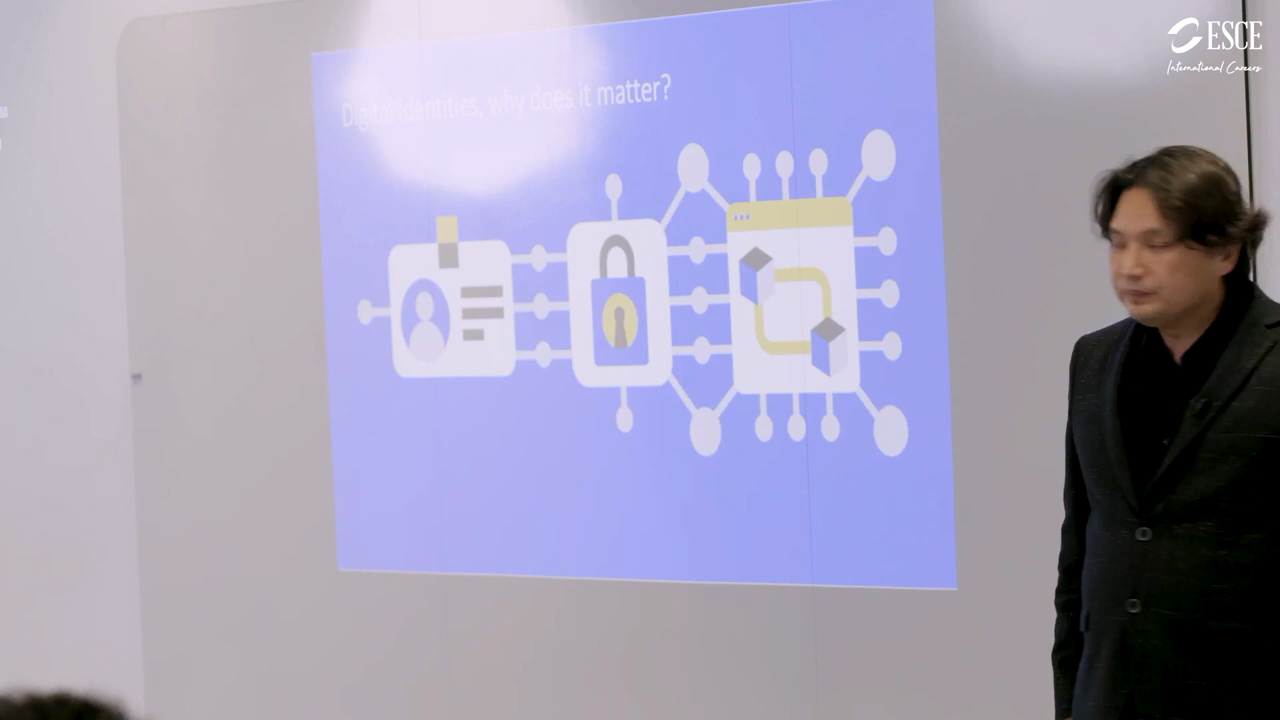 Digital Identities, why does it matter?
ESCE
International Careers